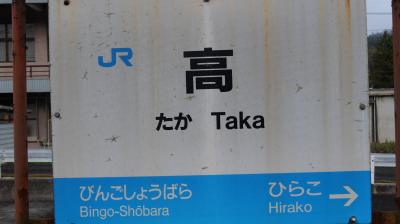 JR
高
たか Taka
びんごしょうばら ひらこ
Bingo-Shōbara Hirako →